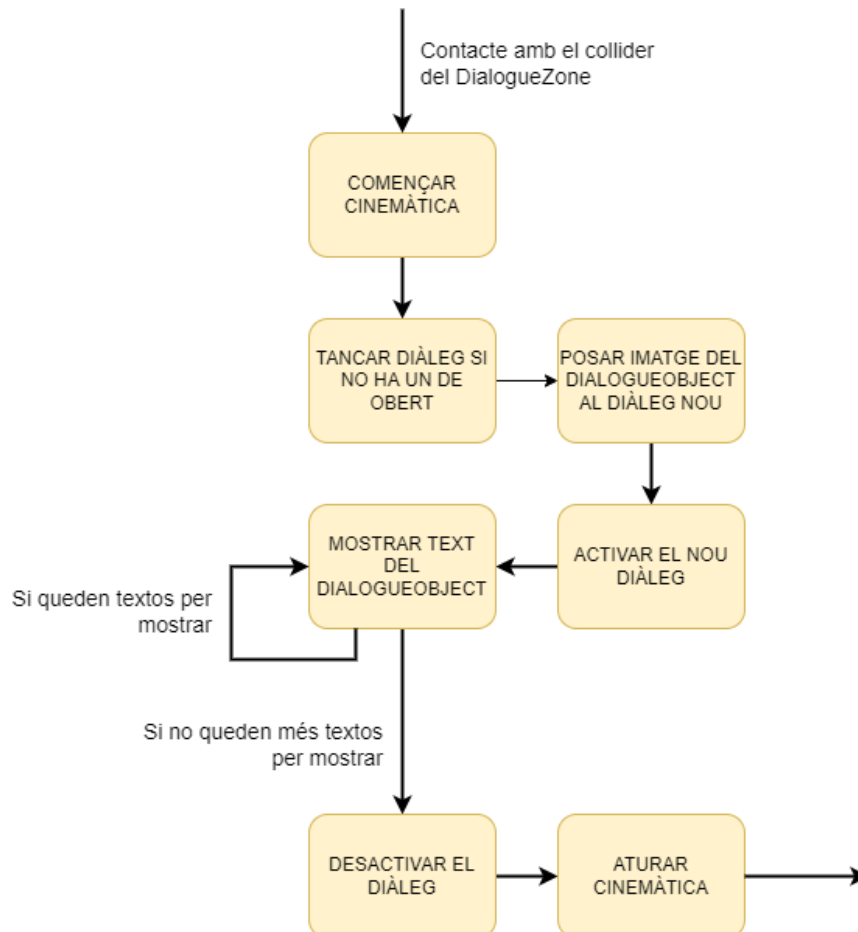 Contacte amb el collider
del DialogueZone
COMENÇAR
CINEMÀTICA
TANCAR DIÀLEG SI
NO HA UN DE
OBERT
POSAR IMATGE DEL
DIALOGUEOBJECT
AL DIÀLEG NOU
ACTIVAR EL NOU
DIÀLEG
MOSTRAR TEXT
DEL
DIALOGUEOBJECT
Si queden textos per
mostrar
Si no queden més textos
per mostrar
DESACTIVAR EL
DIÀLEG
ATURAR
CINEMÀTICA